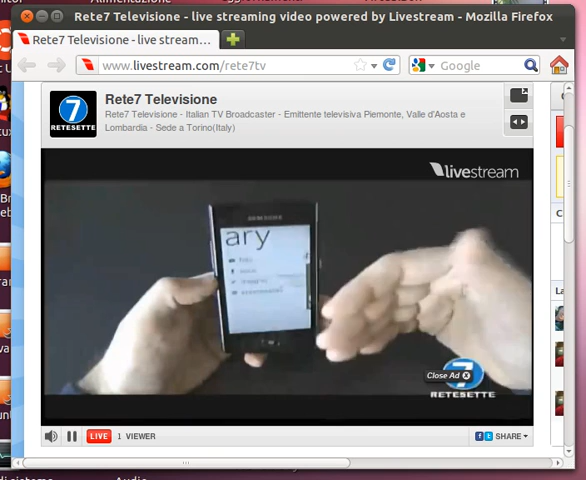 Rete7 Televisione - live streaming video powered by Livestream - Mozilla Firefox
Rete7 Televisione - live stream...
www.livestream.com/rete7tv
Google
7
RETESETTE
Rete7 Televisione
Rete7 Televisione - Italian TV Broadcaster - Emittente televisiva Piemonte, Valle d'Aosta e
Lombardia - Sede a Torino(Italy)
livestream
SAMSUNG
ary
Close Ad X
7
RETESETTE
LIVE
1 VIEWER
SHARE
La